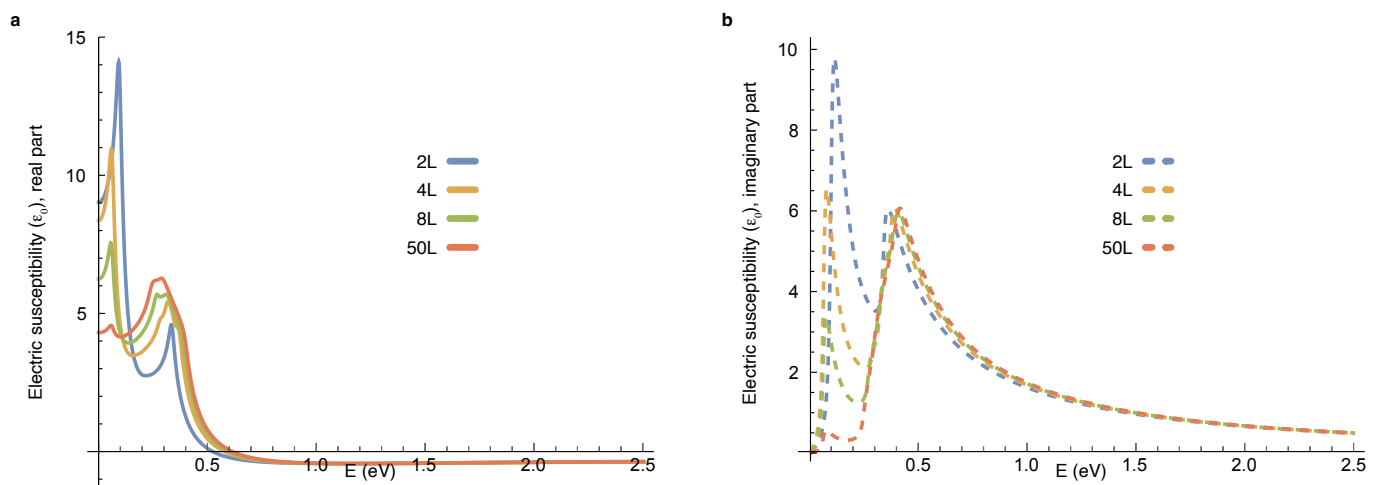 a
Electric susceptibility (ε₀), real part
15
10
5
0.5
1.0
1.5
2.0
2.5
E (eV)
2L
4L
8L
50L
b
Electric susceptibility (ε₀), imaginary part
10
8
6
4
2
0.5
1.0
1.5
2.0
2.5
E (eV)
2L
4L
8L
50L